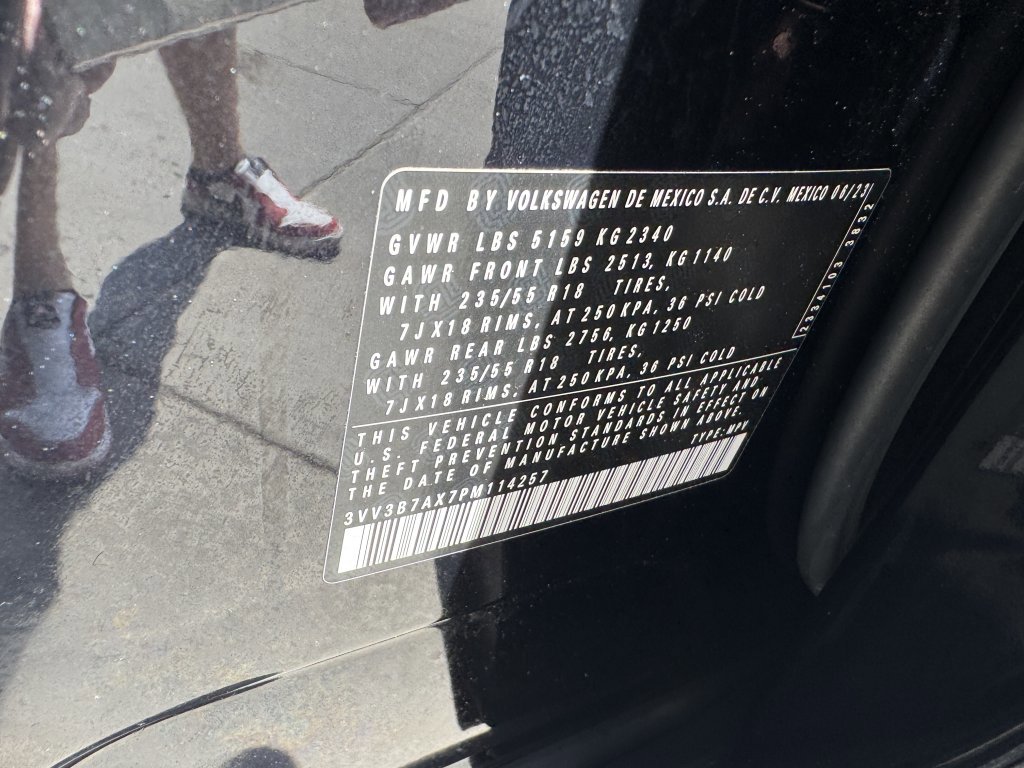 MFD BY VOLKSWAGEN DE MEXICO S.A. DE C.V. MEXICO 06/23
GVWR LBS 5159 KG 2340
GAWR FRONT LBS 2513, KG 1140
WITH 235/55 R18 TIRES,
7JX18 RIMS, AT 250 KPA, 36 PSI COLD
GAWR REAR LBS 2756, KG 1250
WITH 235/55 R18 TIRES,
7JX18 RIMS, AT 250 KPA, 36 PSI COLD
THIS VEHICLE CONFORMS TO ALL APPLICABLE
U.S. FEDERAL MOTOR VEHICLE SAFETY AND
THEFT PREVENTION STANDARDS IN EFFECT ON
THE DATE OF MANUFACTURE SHOWN ABOVE.
3VV3B7AX7PM114257 TYPE:MPV
3832